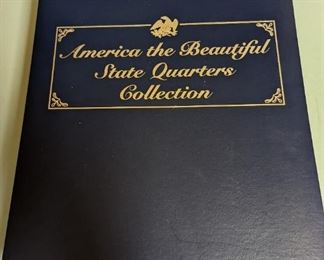 America the Beautiful
State Quarters
Collection